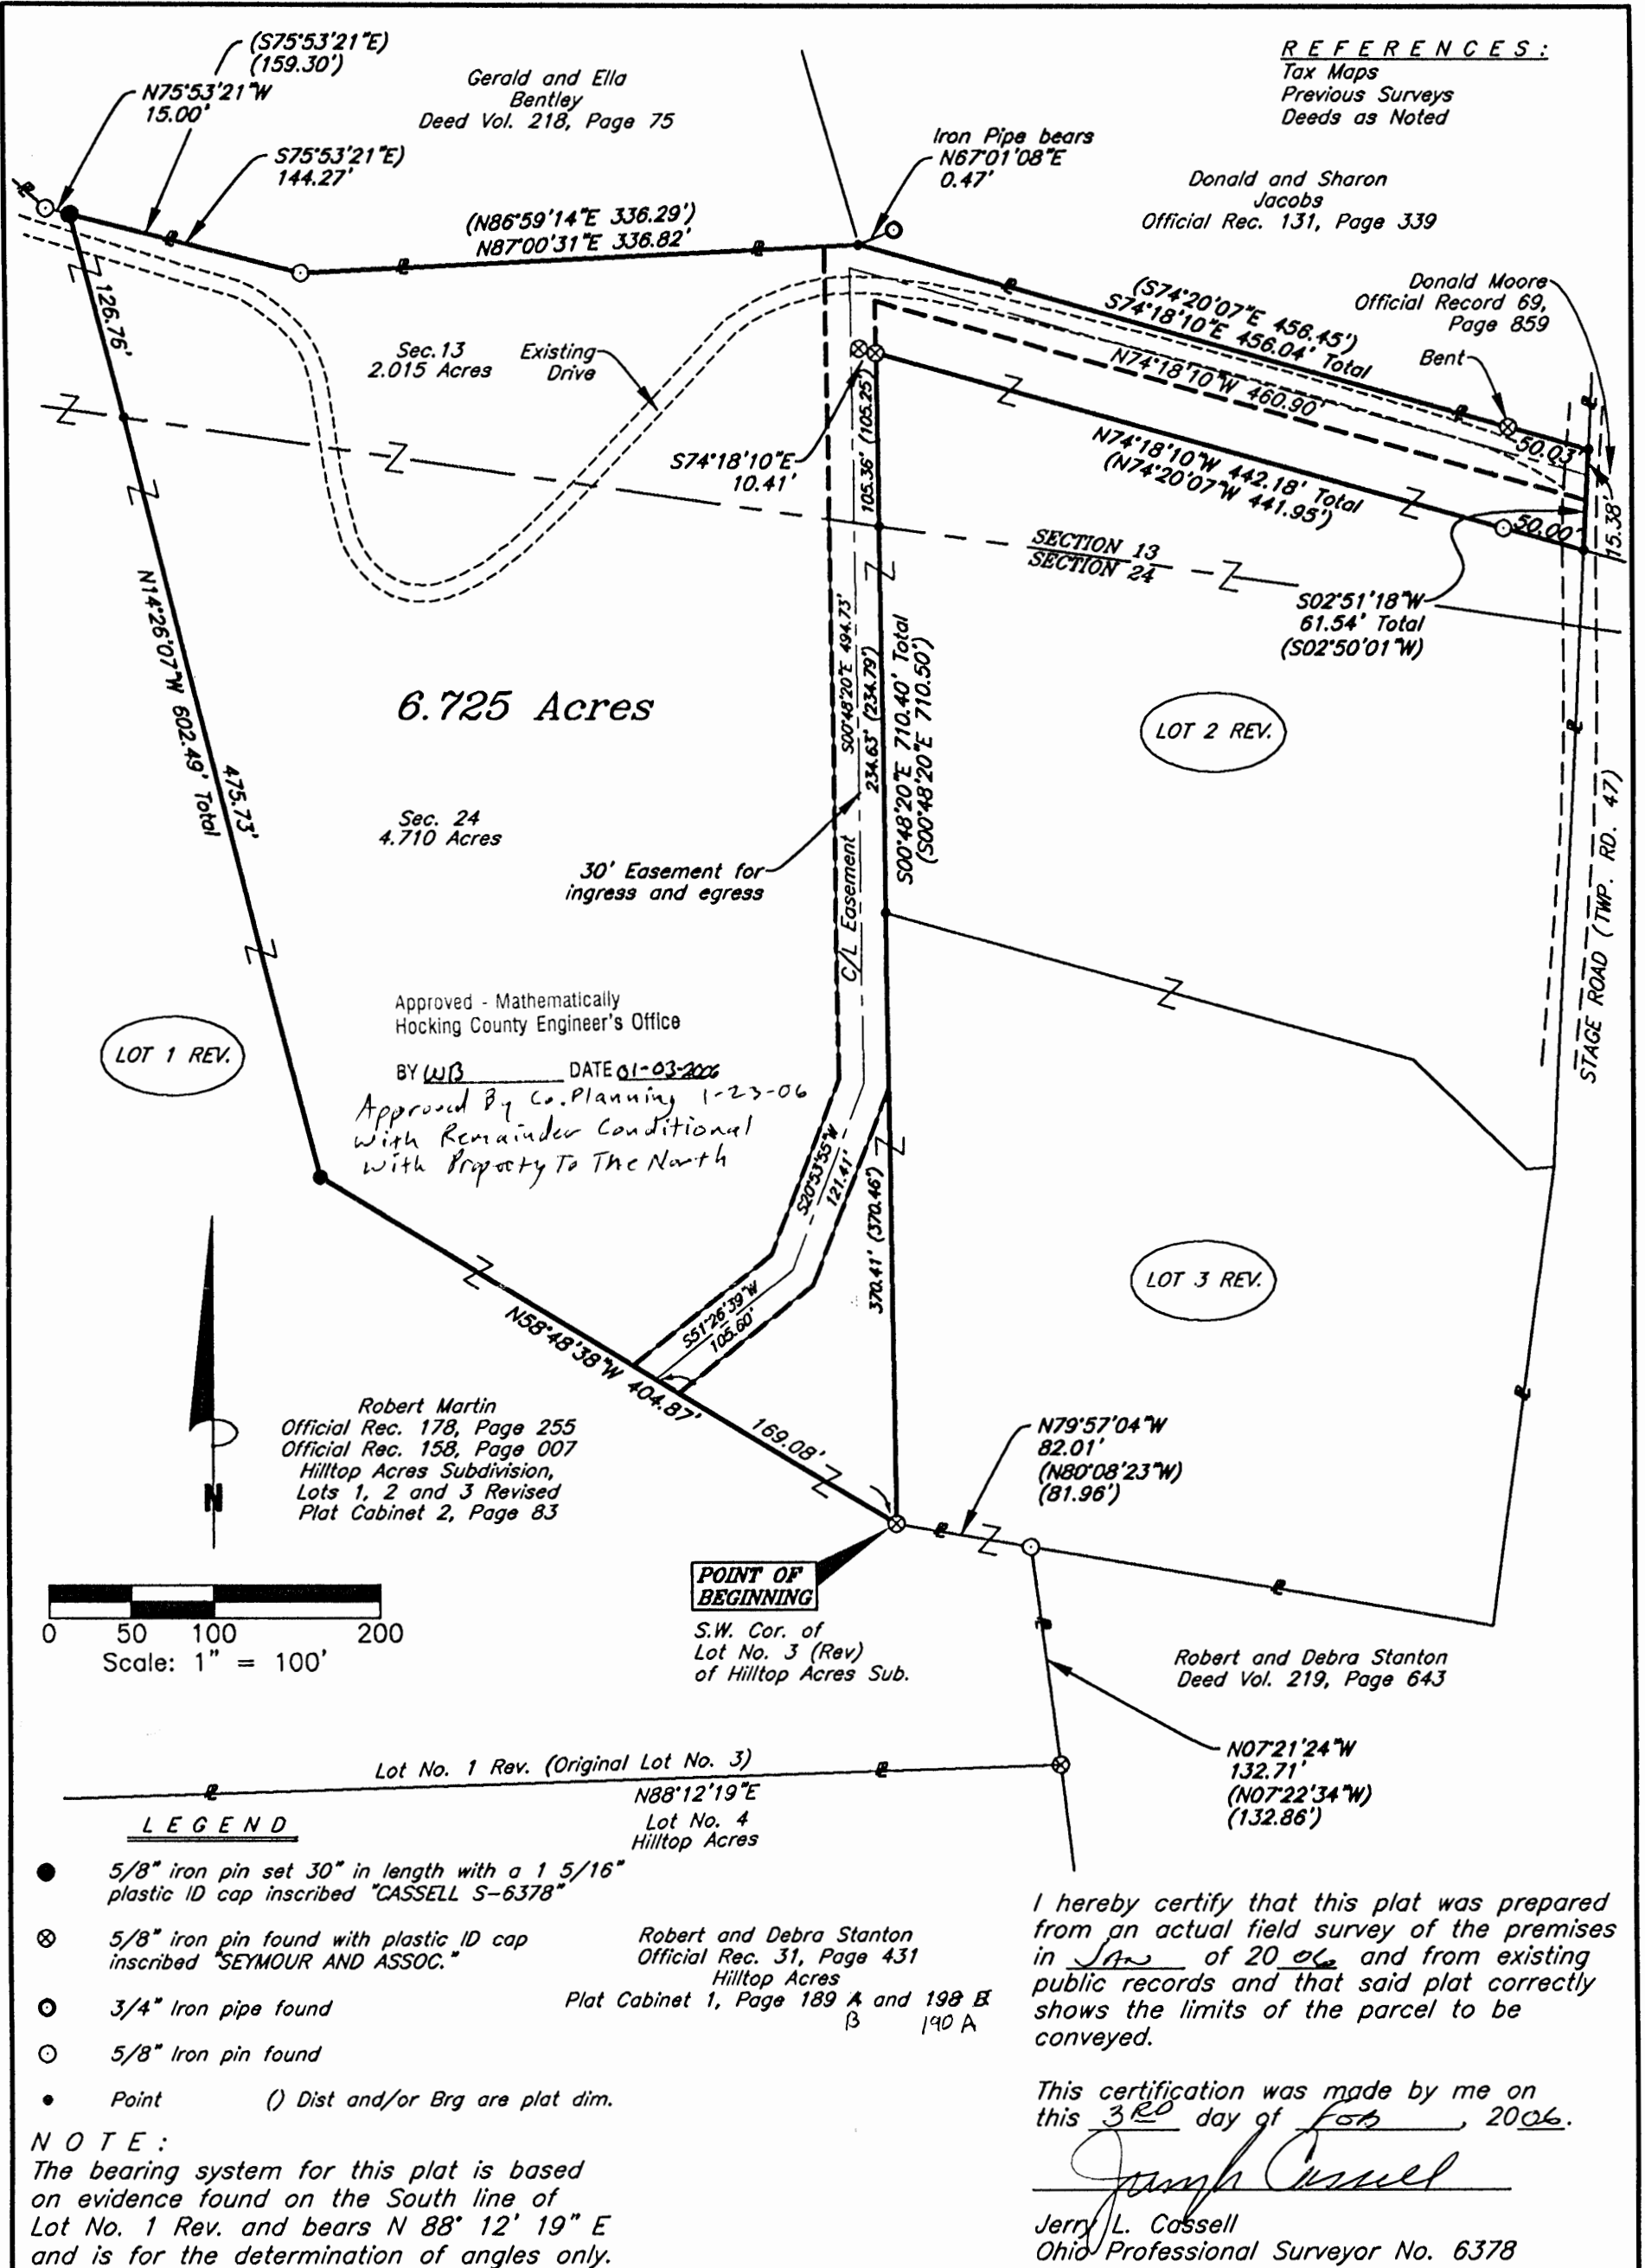 (S75°53'21"E)
(159.30')
N75°53'21"W
15.00'
S75°53'21"E)
144.27'
Gerald and Ella
Bentley
Deed Vol. 218, Page 75
REFERENCES:
Tax Maps
Previous Surveys
Deeds as Noted
Iron Pipe bears
N67°01'08"E
0.47'
Donald and Sharon
Jacobs
Official Rec. 131, Page 339
(N86°59'14"E 336.29')
N87°00'31"E 336.82'
Donald Moore
Official Record 69,
Page 859
Bent
(S74°20'07"E 456.45')
S74°18'10"E 456.04' Total
N74°18'10"W 460.90'
N74°18'10"W 442.18' Total
(N74°20'07"W 441.95')
50.03'
50.00'
15.38'
126.76'
Sec.13
2.015 Acres
Existing
Drive
S74°18'10"E
10.41'
105.36' (105.25')
SECTION 13
SECTION 24
S02°51'18"W
61.54' Total
(S02°50'01"W)
N14°26'07"W 602.49' Total
475.73'
6.725 Acres
S00°48'20"E 494.73'
234.63' (234.79')
S00°48'20"E 710.40' Total
(S00°48'20"E 710.50')
LOT 2 REV.
STAGE ROAD (TWP. RD. 47)
Sec. 24
4.710 Acres
30' Easement for
ingress and egress
C/L Easement
Approved - Mathematically
Hocking County Engineer's Office
BY WB DATE 01-03-2006
Approved By Co. Planning 1-23-06
with Remainder Conditional
with Property To The North
LOT 1 REV.
S20°53'55"W
121.41'
370.41' (370.46')
LOT 3 REV.
S51°26'39"W
105.60'
N58°48'38"W 404.87'
169.08'
Robert Martin
Official Rec. 178, Page 255
Official Rec. 158, Page 007
Hilltop Acres Subdivision,
Lots 1, 2 and 3 Revised
Plat Cabinet 2, Page 83
N
N79°57'04"W
82.01'
(N80°08'23"W)
(81.96')
POINT OF
BEGINNING
S.W. Cor. of
Lot No. 3 (Rev)
of Hilltop Acres Sub.
0 50 100 200
Scale: 1" = 100'
Robert and Debra Stanton
Deed Vol. 219, Page 643
N07°21'24"W
132.71'
(N07°22'34"W)
(132.86')
Lot No. 1 Rev. (Original Lot No. 3)
N88°12'19"E
Lot No. 4
Hilltop Acres
LEGEND
5/8" iron pin set 30" in length with a 1 5/16"
plastic ID cap inscribed "CASSELL S-6378"
5/8" iron pin found with plastic ID cap
inscribed "SEYMOUR AND ASSOC."
3/4" Iron pipe found
5/8" Iron pin found
Point () Dist and/or Brg are plat dim.
Robert and Debra Stanton
Official Rec. 31, Page 431
Hilltop Acres
Plat Cabinet 1, Page 189 A and 198 B
B 190 A
NOTE:
The bearing system for this plat is based
on evidence found on the South line of
Lot No. 1 Rev. and bears N 88° 12' 19" E
and is for the determination of angles only.
I hereby certify that this plat was prepared
from an actual field survey of the premises
in JAN of 20 06 and from existing
public records and that said plat correctly
shows the limits of the parcel to be
conveyed.
This certification was made by me on
this 3RD day of FEB, 2006.
Jerry L. Cassell
Ohio Professional Surveyor No. 6378